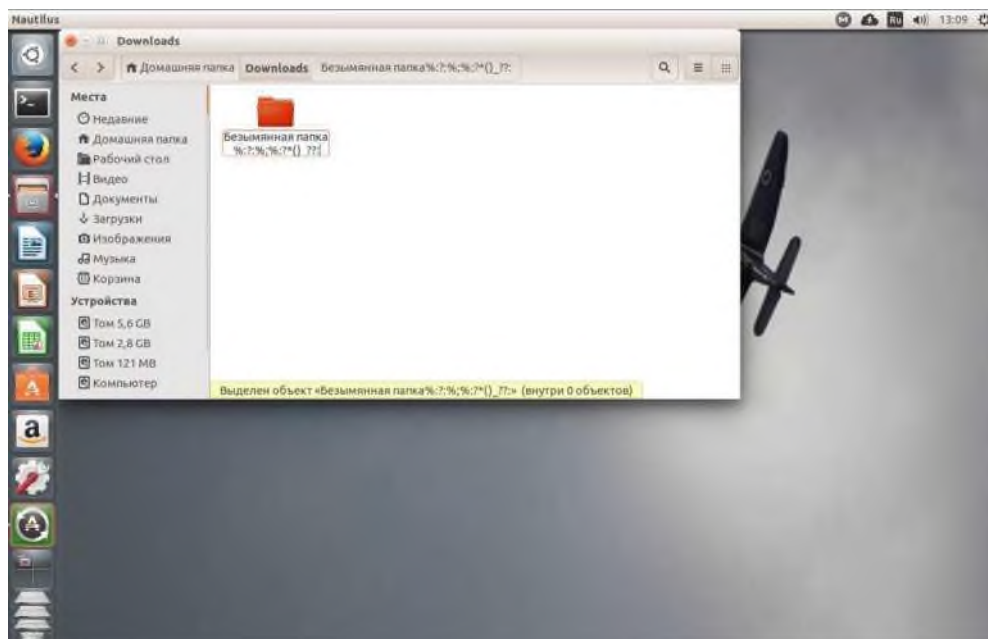 Nautilus
Ru
13:09
Downloads
Домашняя папка Downloads Безымянная папка%:?:%;%:?*()_??:
Места
Недавние
Домашняя папка
Рабочий стол
Видео
Документы
Загрузки
Изображения
Музыка
Корзина
Устройства
Том 5,6 GB
Том 2,8 GB
Том 121 MB
Компьютер
Безымянная папка
%:?:%;%:?*()_??:
Выделен объект «Безымянная папка%:?:%;%:?*()_??:» (внутри 0 объектов)